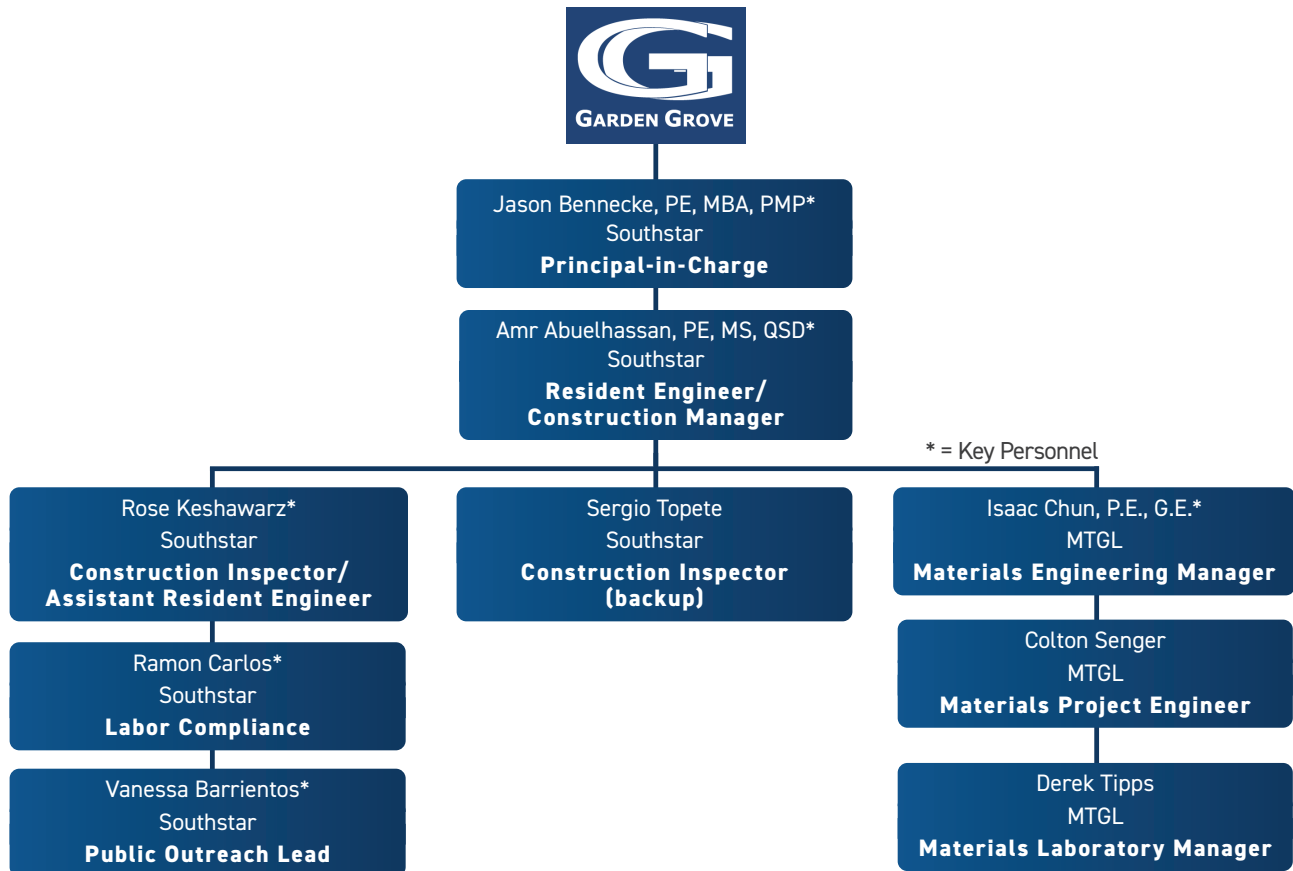 GARDEN GROVE
Jason Bennecke, PE, MBA, PMP*
Southstar
Principal-in-Charge
Amr Abuelhassan, PE, MS, QSD*
Southstar
Resident Engineer/
Construction Manager
* = Key Personnel
Rose Keshawarz*
Southstar
Construction Inspector/
Assistant Resident Engineer
Ramon Carlos*
Southstar
Labor Compliance
Vanessa Barrientos*
Southstar
Public Outreach Lead
Sergio Topete
Southstar
Construction Inspector
(backup)
Isaac Chun, P.E., G.E.*
MTGL
Materials Engineering Manager
Colton Senger
MTGL
Materials Project Engineer
Derek Tipps
MTGL
Materials Laboratory Manager